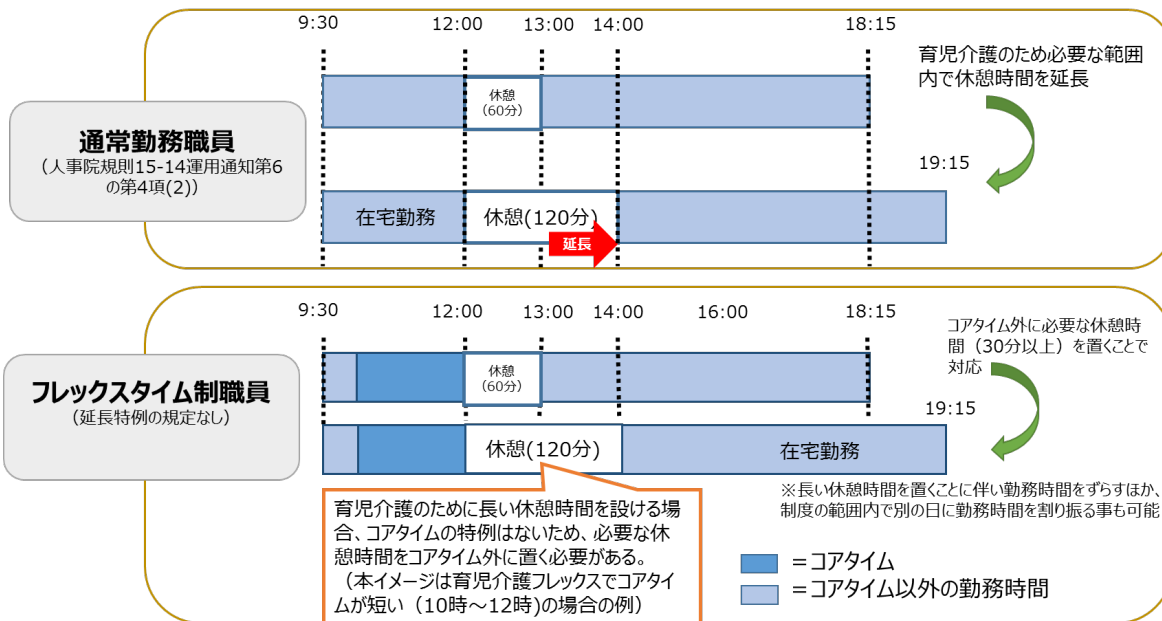 9:30 12:00 13:00 14:00 18:15
育児介護のため必要な範囲
内で休憩時間を延長
休憩
(60分)
通常勤務職員
(人事院規則15-14運用通知第6
の第4項(2))
19:15
在宅勤務 休憩(120分)
延長
9:30 12:00 13:00 14:00 16:00 18:15
コアタイム外に必要な休憩時
間（30分以上）を置くことで
対応
休憩
(60分)
フレックスタイム制職員
(延長特例の規定なし)
19:15
休憩(120分) 在宅勤務
※長い休憩時間を置くことに伴い勤務時間をずらすほか、
制度の範囲内で別の日に勤務時間を割り振る事も可能
育児介護のために長い休憩時間を設ける場
合、コアタイムの特例はないため、必要な休
憩時間をコアタイム外に置く必要がある。
（本イメージは育児介護フレックスでコアタイ
ムが短い（10時～12時)の場合の例）
＝コアタイム
＝コアタイム以外の勤務時間